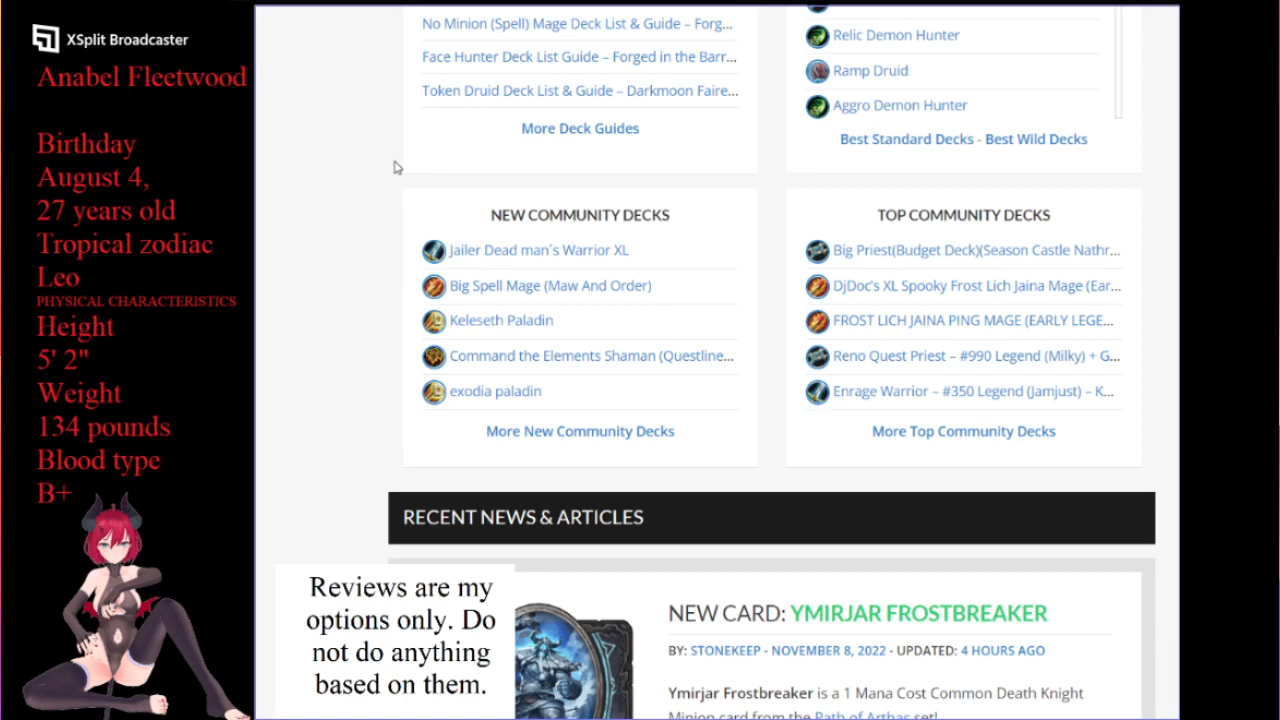 XSplit Broadcaster
Anabel Fleetwood
Birthday
August 4,
27 years old
Tropical zodiac
Leo
PHYSICAL CHARACTERISTICS
Height
5' 2"
Weight
134 pounds
Blood type
B+
No Minion (Spell) Mage Deck List & Guide – Forg...
Face Hunter Deck List Guide – Forged in the Barr...
Token Druid Deck List & Guide – Darkmoon Faire...
More Deck Guides
Relic Demon Hunter
Ramp Druid
Aggro Demon Hunter
Best Standard Decks - Best Wild Decks
NEW COMMUNITY DECKS
Jailer Dead man´s Warrior XL
Big Spell Mage (Maw And Order)
Keleseth Paladin
Command the Elements Shaman (Questline...
exodia paladin
More New Community Decks
TOP COMMUNITY DECKS
Big Priest(Budget Deck)(Season Castle Nathr...
DjDoc's XL Spooky Frost Lich Jaina Mage (Ear...
FROST LICH JAINA PING MAGE (EARLY LEGE...
Reno Quest Priest – #990 Legend (Milky) + G...
Enrage Warrior – #350 Legend (Jamjust) – K...
More Top Community Decks
RECENT NEWS & ARTICLES
Reviews are my
options only. Do
not do anything
based on them.
NEW CARD: YMIRJAR FROSTBREAKER
BY: STONEKEEP - NOVEMBER 8, 2022 - UPDATED: 4 HOURS AGO
Ymirjar Frostbreaker is a 1 Mana Cost Common Death Knight
Minion card from the Path of Arthas set!